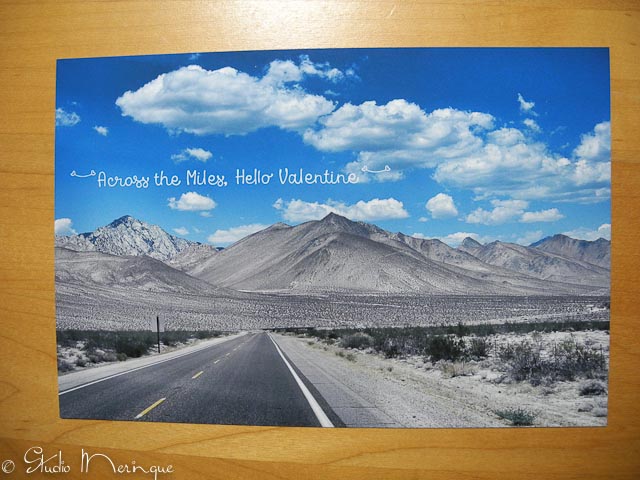 Across the Miles, Hello Valentine
© Studio Meringue